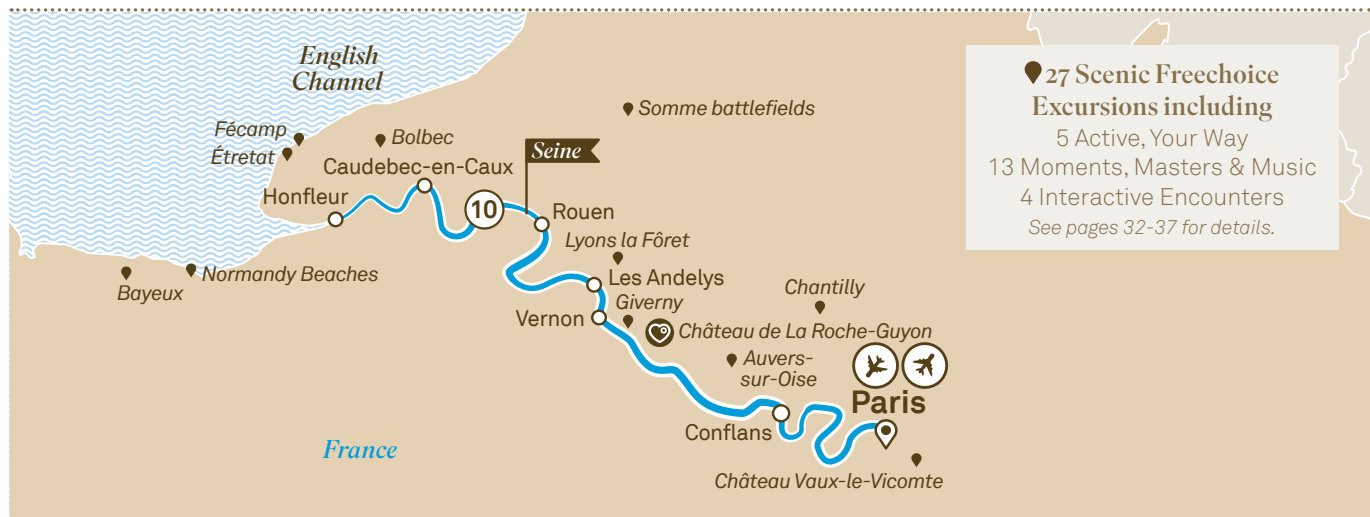 English
Channel
27 Scenic Freechoice
Excursions including
5 Active, Your Way
13 Moments, Masters & Music
4 Interactive Encounters
See pages 32-37 for details.
Somme battlefields
Fécamp
Bolbec
Étretat
Seine
Caudebec-en-Caux
Honfleur
10
Rouen
Lyons la Fôret
Normandy Beaches
Bayeux
Les Andelys
Giverny
Chantilly
Vernon
Château de La Roche-Guyon
Auvers-
sur-Oise
Paris
Conflans
France
Château Vaux-le-Vicomte